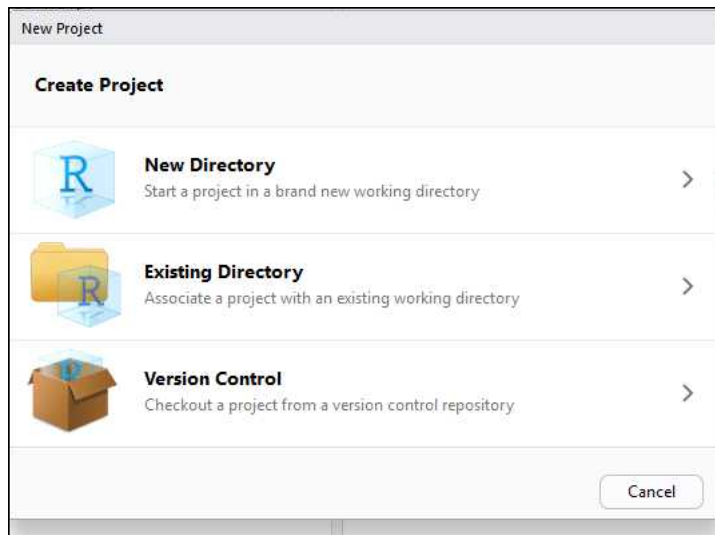 New Project
Create Project
R
New Directory
Start a project in a brand new working directory
R
Existing Directory
Associate a project with an existing working directory
R
Version Control
Checkout a project from a version control repository
Cancel